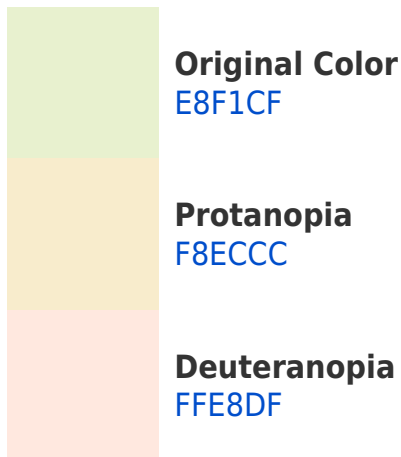 Original Color
E8F1CF
Protanopia
F8ECCC
Deuteranopia
FFE8DF